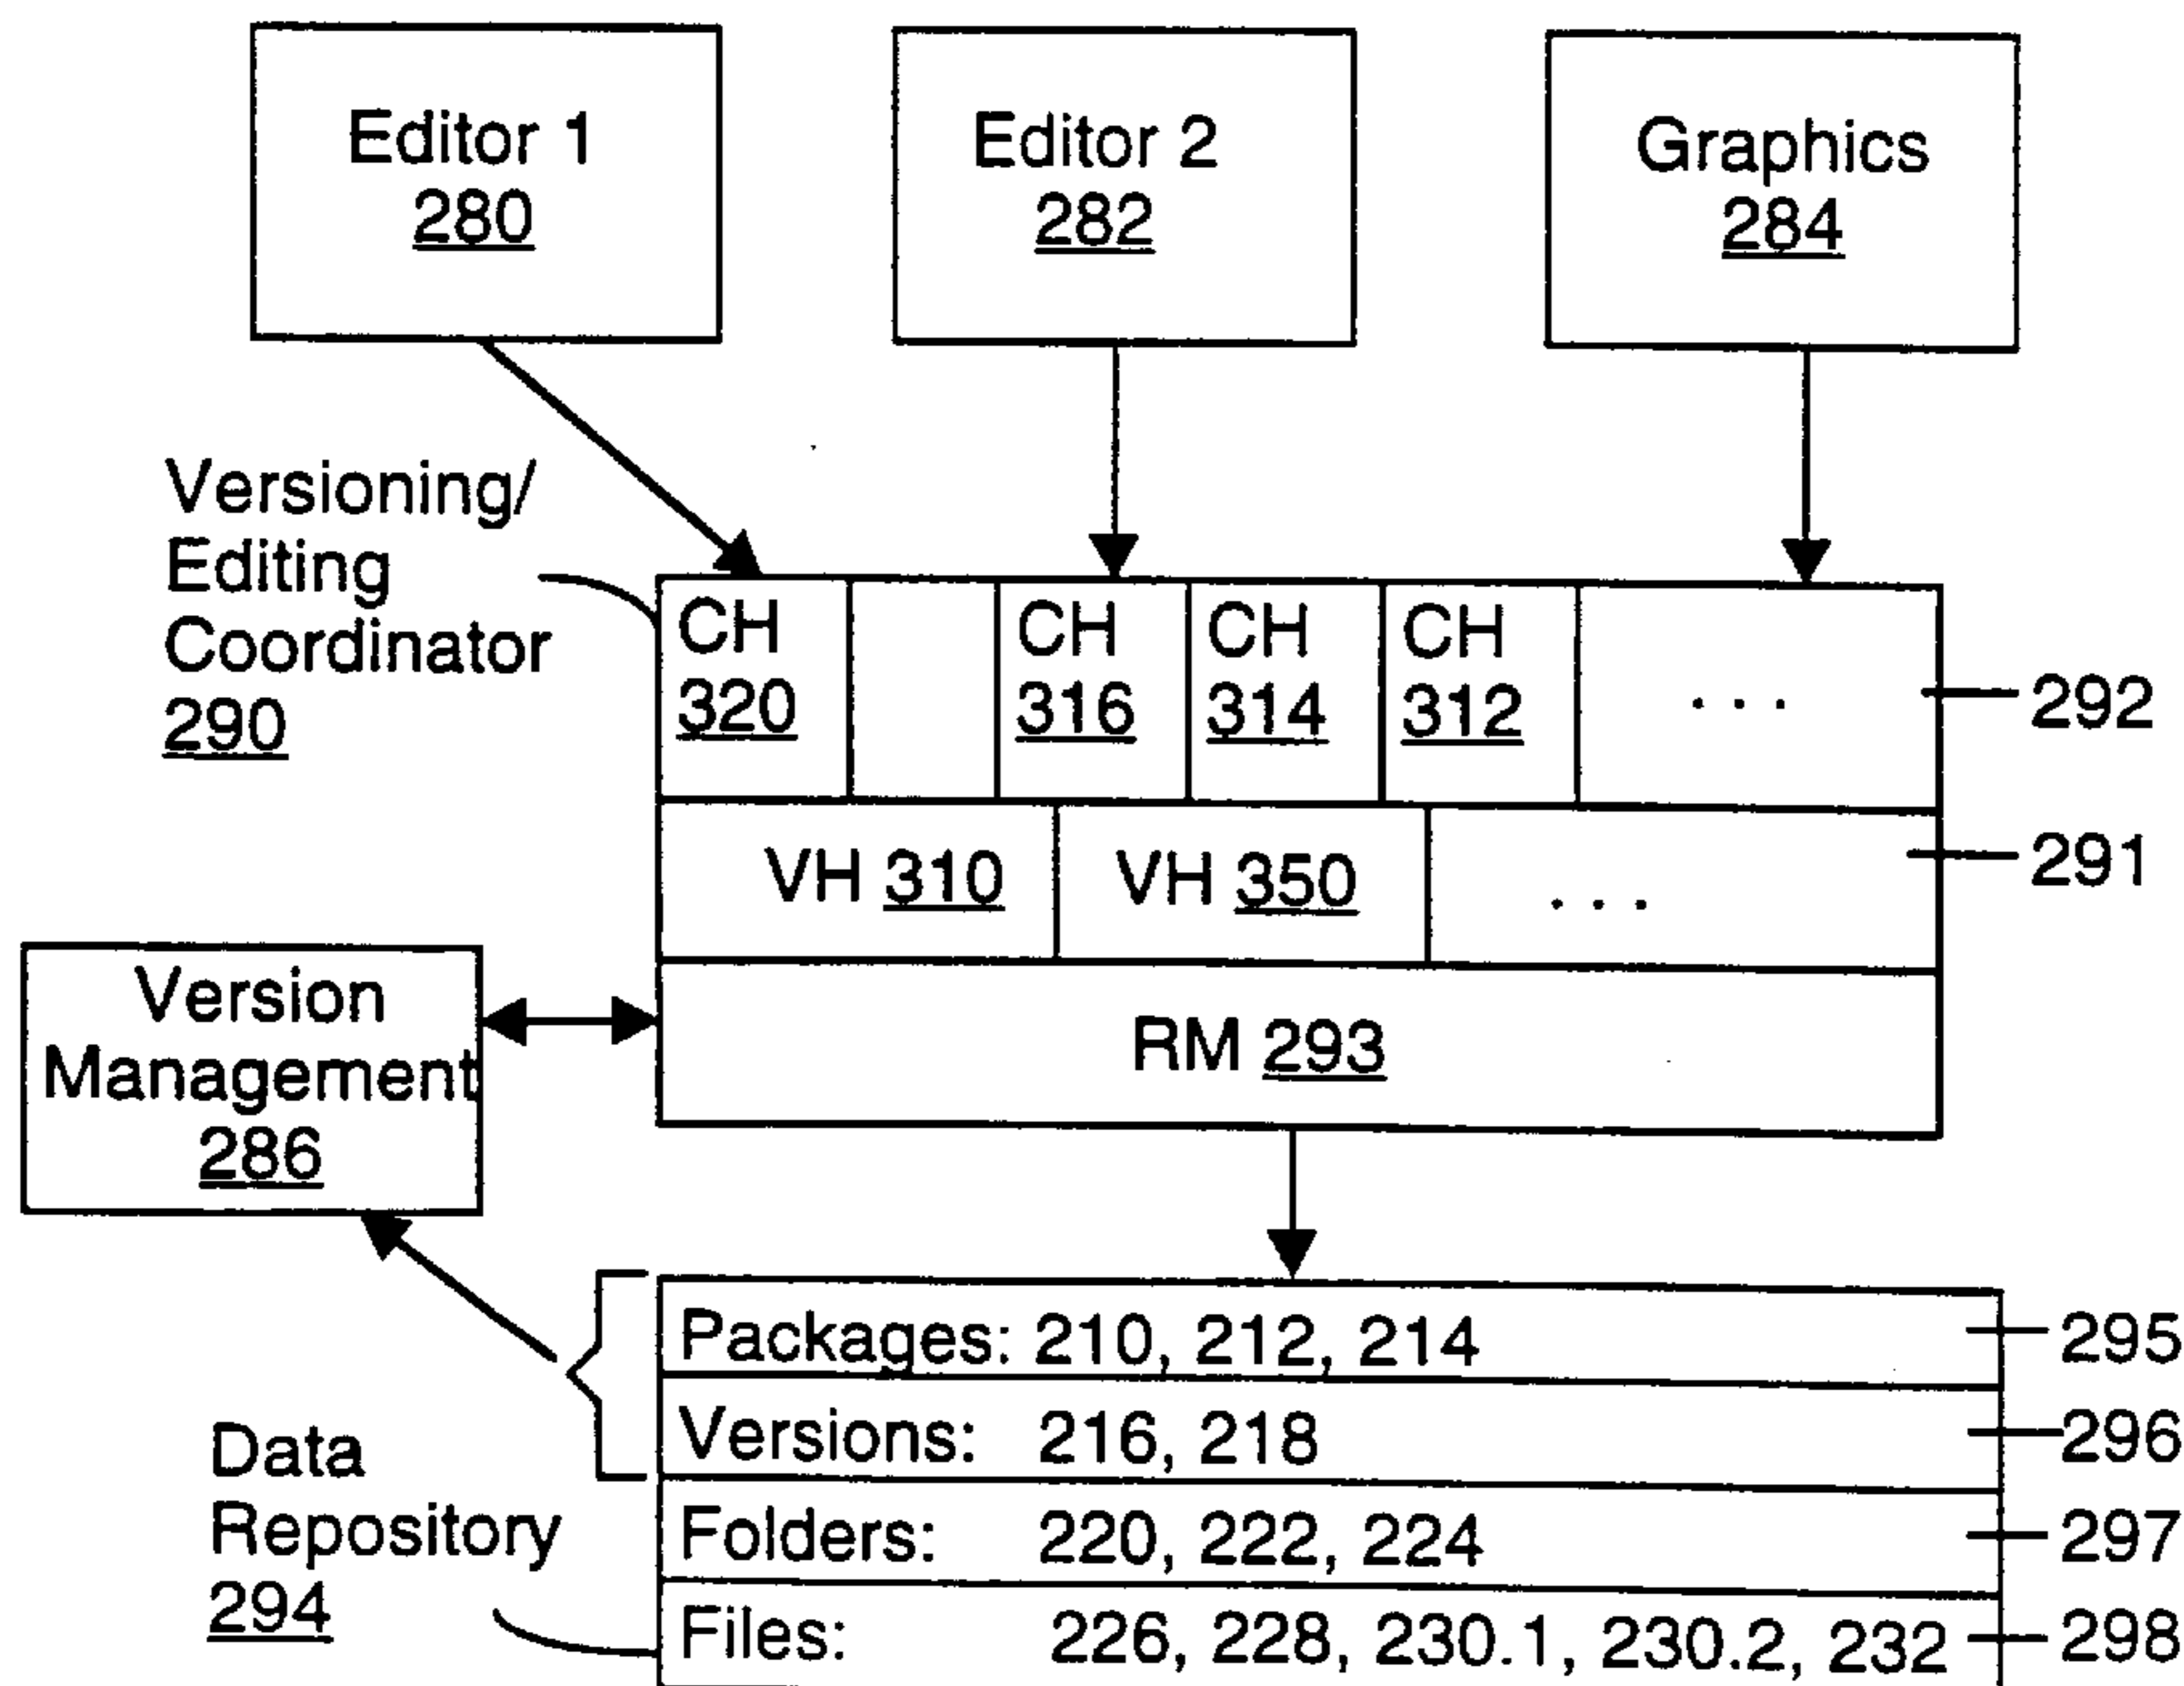 Editor 1
280
Editor 2
282
Graphics
284
Versioning/
Editing
Coordinator
290
CH
320
CH
316
CH
314
CH
312
. . .
292
VH 310
VH 350
. . .
291
RM 293
Version
Management
286
Data
Repository
294
Packages: 210, 212, 214
295
Versions: 216, 218
296
Folders: 220, 222, 224
297
Files: 226, 228, 230.1, 230.2, 232
298